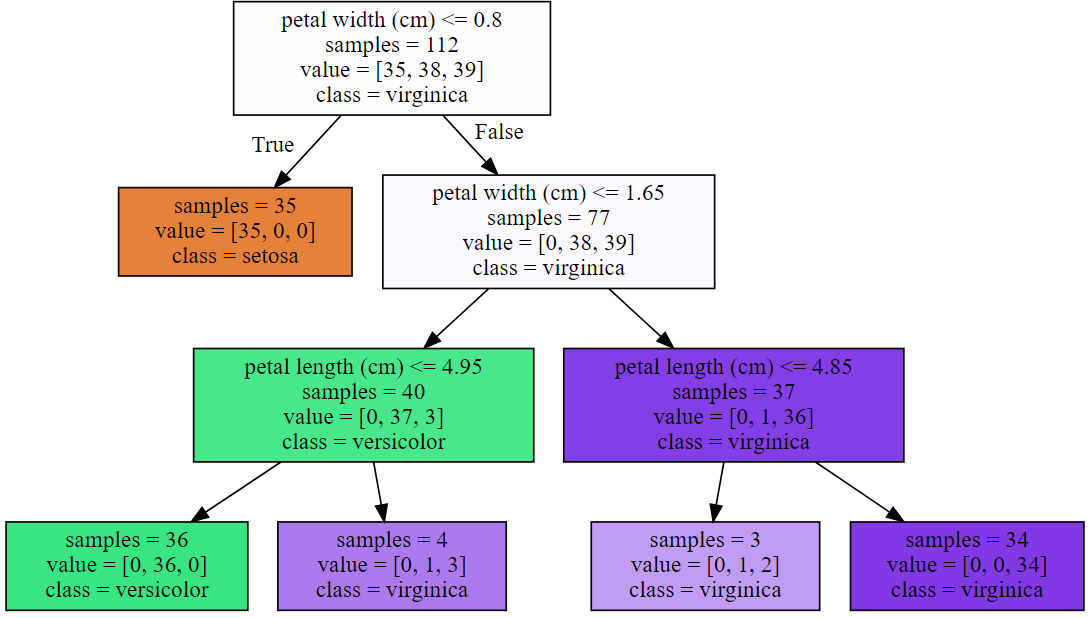 petal width (cm) <= 0.8
samples = 112
value = [35, 38, 39]
class = virginica
True
False
samples = 35
value = [35, 0, 0]
class = setosa
petal width (cm) <= 1.65
samples = 77
value = [0, 38, 39]
class = virginica
petal length (cm) <= 4.95
samples = 40
value = [0, 37, 3]
class = versicolor
petal length (cm) <= 4.85
samples = 37
value = [0, 1, 36]
class = virginica
samples = 36
value = [0, 36, 0]
class = versicolor
samples = 4
value = [0, 1, 3]
class = virginica
samples = 3
value = [0, 1, 2]
class = virginica
samples = 34
value = [0, 0, 34]
class = virginica